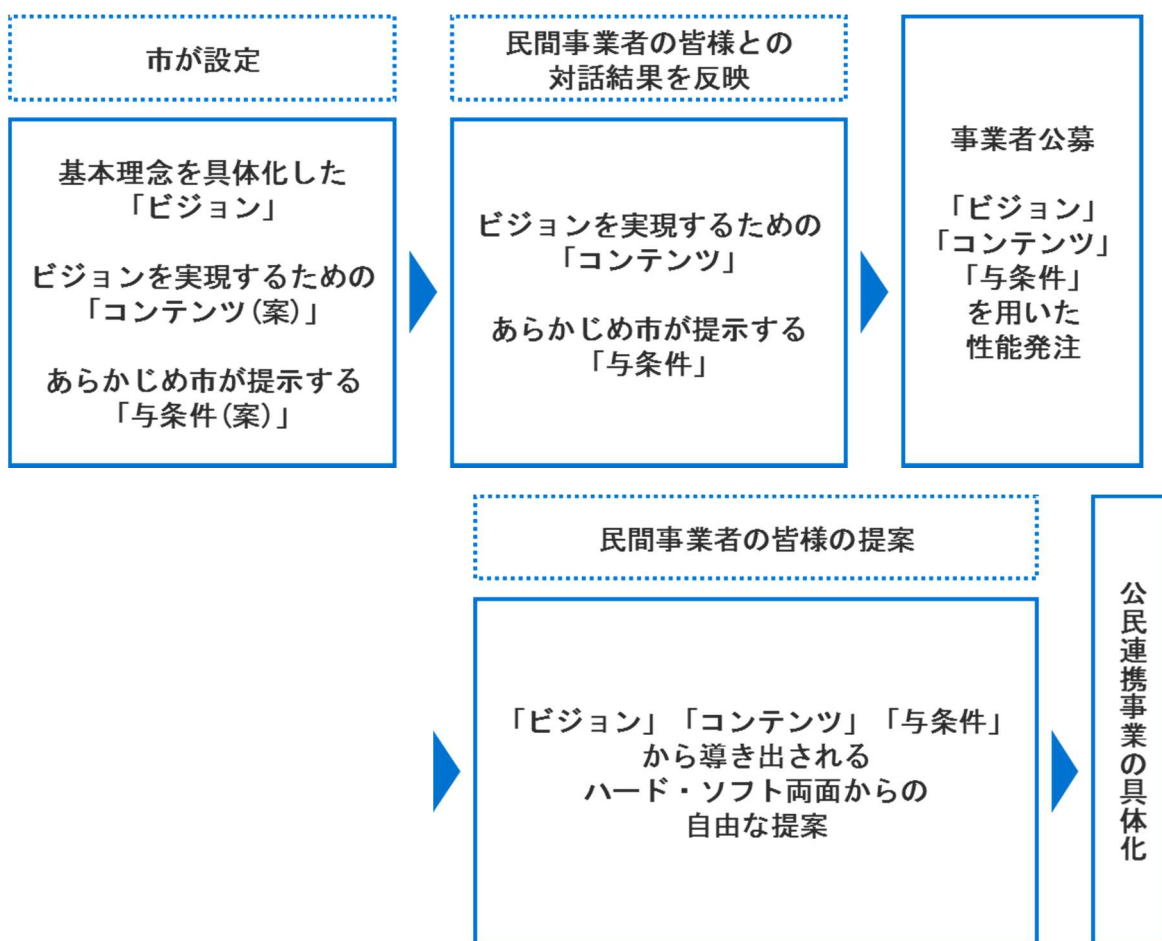 市が設定
基本理念を具体化した
「ビジョン」
ビジョンを実現するための
「コンテンツ(案)」
あらかじめ市が提示する
「与条件(案)」
民間事業者の皆様との
対話結果を反映
ビジョンを実現するための
「コンテンツ」
あらかじめ市が提示する
「与条件」
事業者公募
「ビジョン」
「コンテンツ」
「与条件」
を用いた
性能発注
民間事業者の皆様の提案
「ビジョン」「コンテンツ」「与条件」
から導き出される
ハード・ソフト両面からの
自由な提案
公民連携事業の具体化